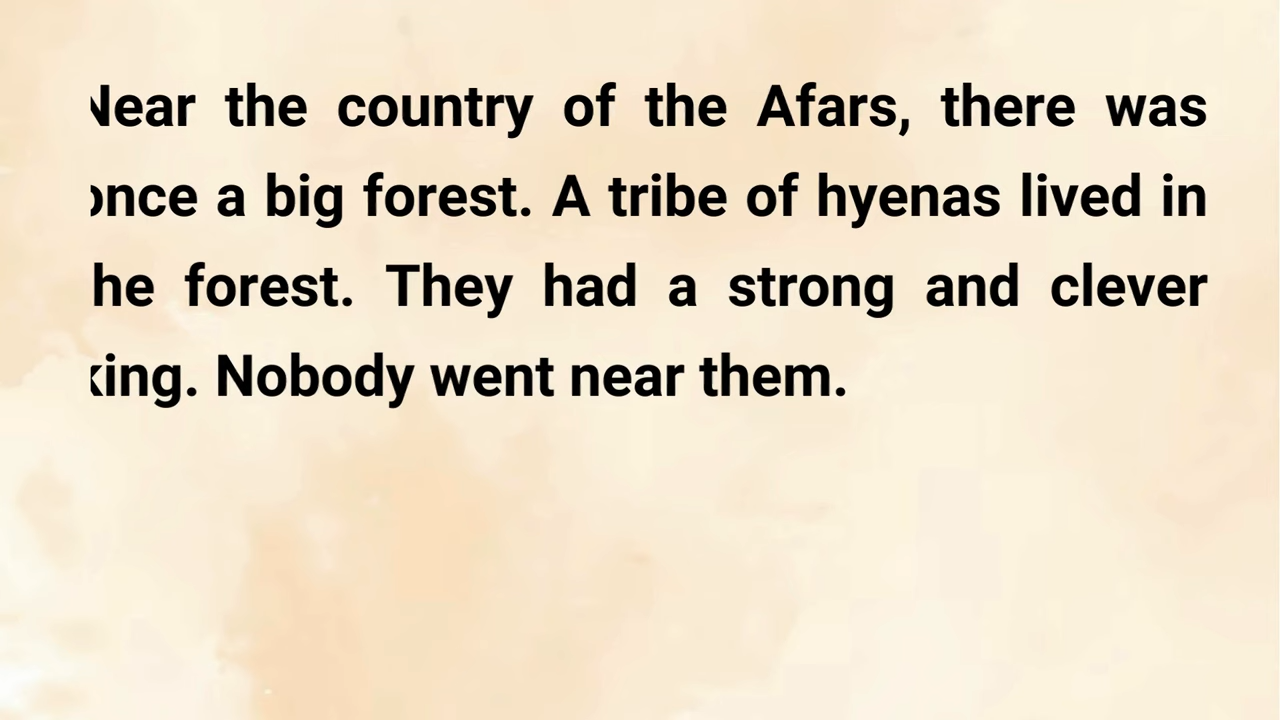 Near the country of the Afars, there was
once a big forest. A tribe of hyenas lived in
the forest. They had a strong and clever
king. Nobody went near them.